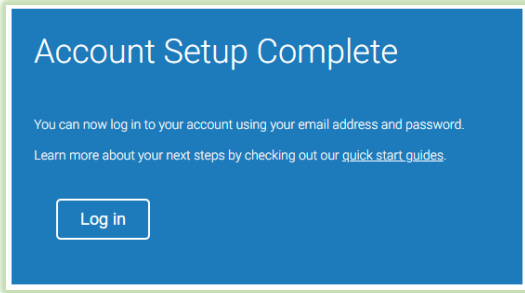 Account Setup Complete
You can now log in to your account using your email address and password.
Learn more about your next steps by checking out our quick start guides.
Log in